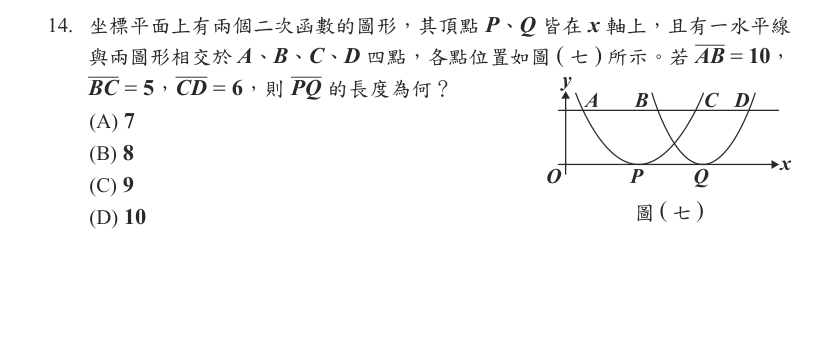 14. 坐標平面上有兩個二次函數的圖形，其頂點 P、Q 皆在 x 軸上，且有一水平線
與兩圖形相交於 A、B、C、D 四點，各點位置如圖(七)所示。若 AB = 10，
BC = 5，CD = 6，則 PQ 的長度為何？
(A) 7
(B) 8
(C) 9
(D) 10
y
A B C D
x
O P Q
圖(七)